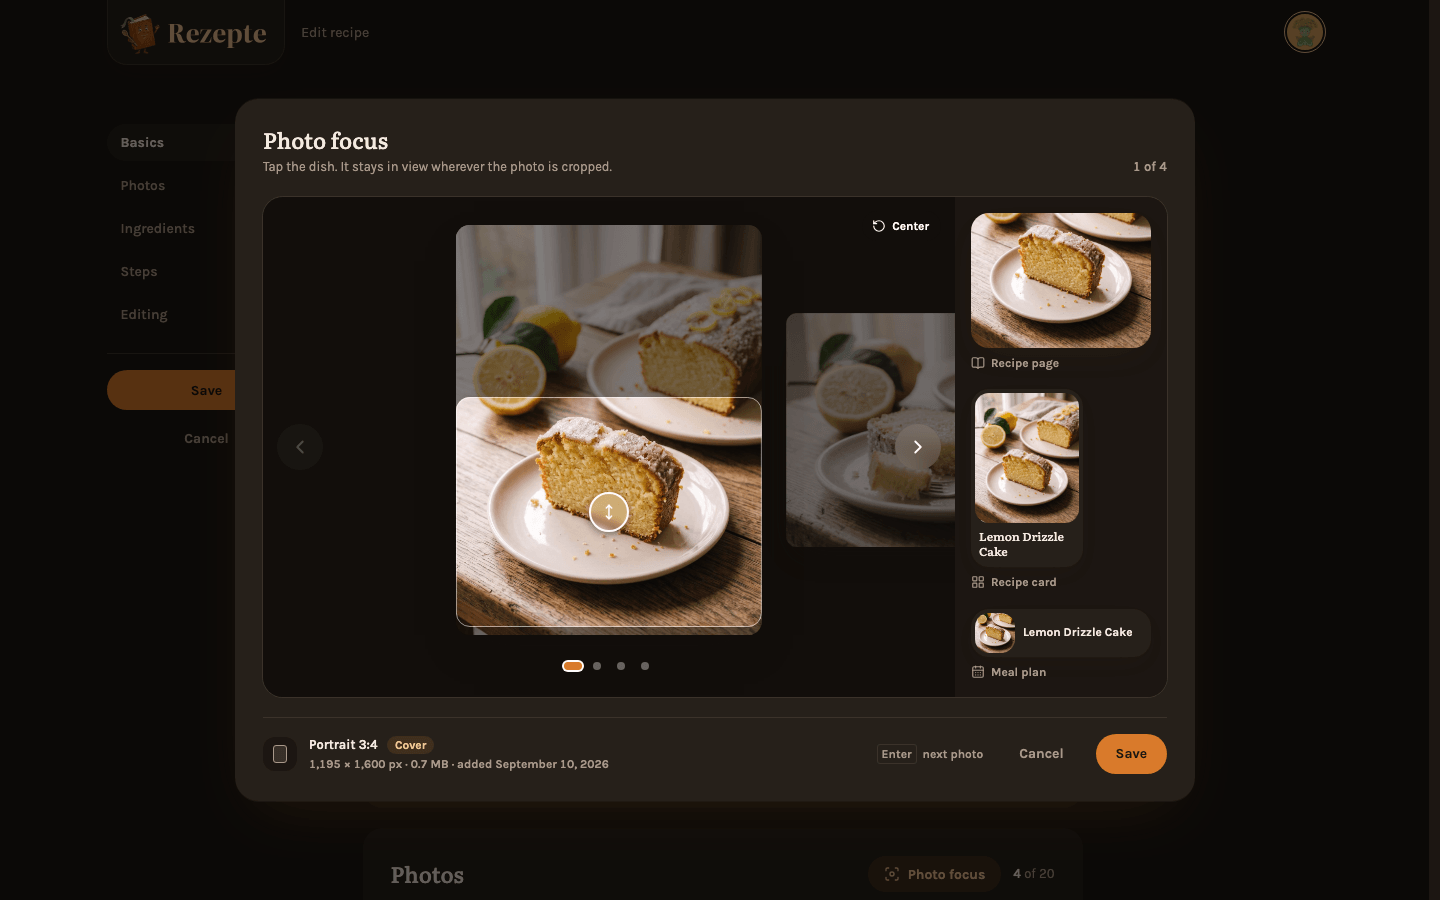 Rezepte
Edit recipe
Basics
Photos
Ingredients
Steps
Editing
Save
Cancel
Photo focus
Tap the dish. It stays in view wherever the photo is cropped.
1 of 4
Center
Recipe page
Lemon Drizzle
Cake
Recipe card
Lemon Drizzle Cake
Meal plan
Portrait 3:4 Cover
1,195 × 1,600 px · 0.7 MB · added September 10, 2026
Enter next photo
Cancel
Save
Photos
Photo focus
4 of 20